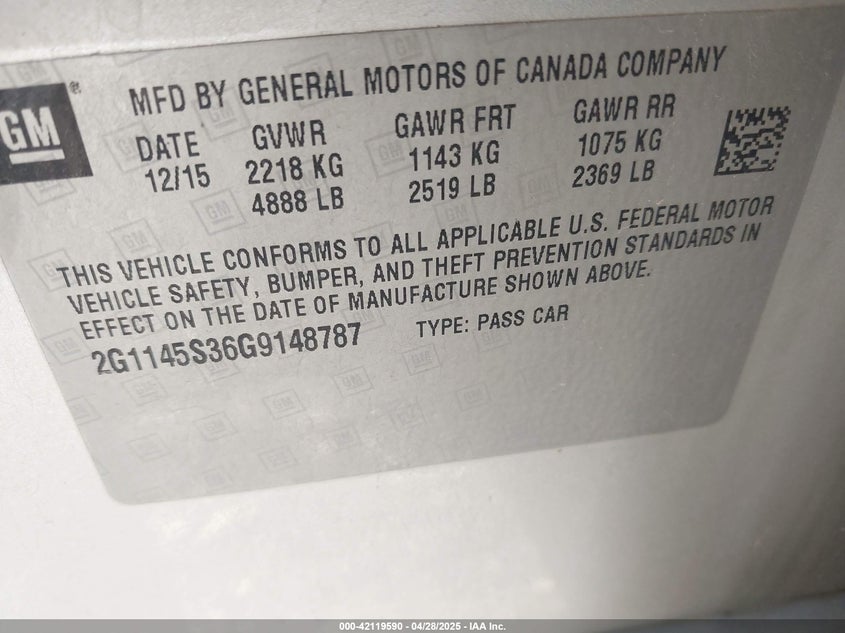 GM ®
MFD BY GENERAL MOTORS OF CANADA COMPANY
DATE GVWR GAWR FRT GAWR RR
12/15 2218 KG 1143 KG 1075 KG
4888 LB 2519 LB 2369 LB
THIS VEHICLE CONFORMS TO ALL APPLICABLE U.S. FEDERAL MOTOR
VEHICLE SAFETY, BUMPER, AND THEFT PREVENTION STANDARDS IN
EFFECT ON THE DATE OF MANUFACTURE SHOWN ABOVE.
2G1145S36G9148787 TYPE: PASS CAR
000-42119590 - 04/28/2025 - IAA Inc.